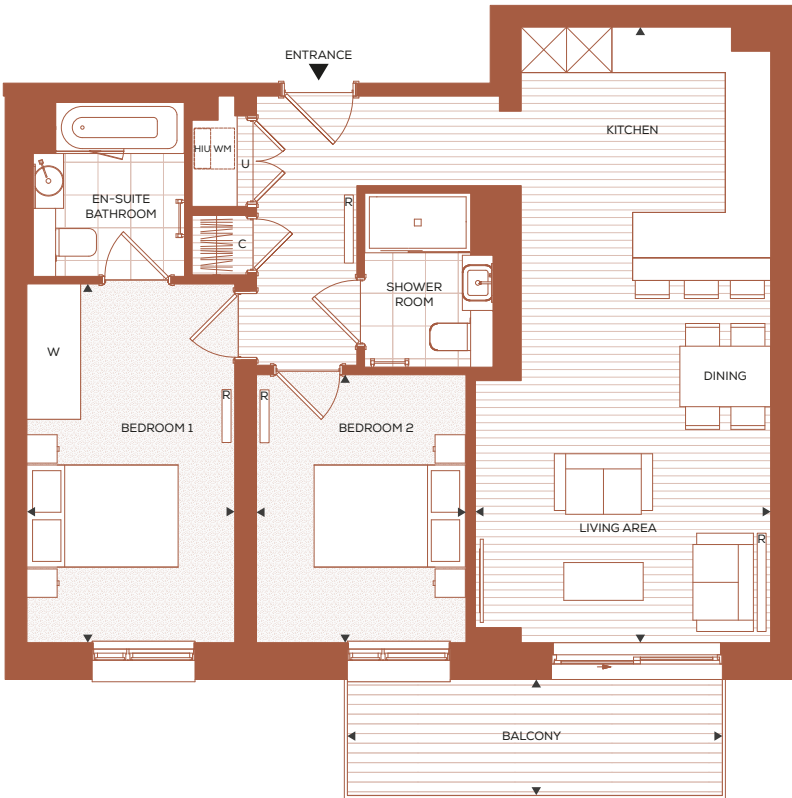 ENTRANCE
KITCHEN
HIU WM
U
EN-SUITE
BATHROOM
R
C
SHOWER
ROOM
W
DINING
R
R
BEDROOM 1
BEDROOM 2
LIVING AREA
R
BALCONY